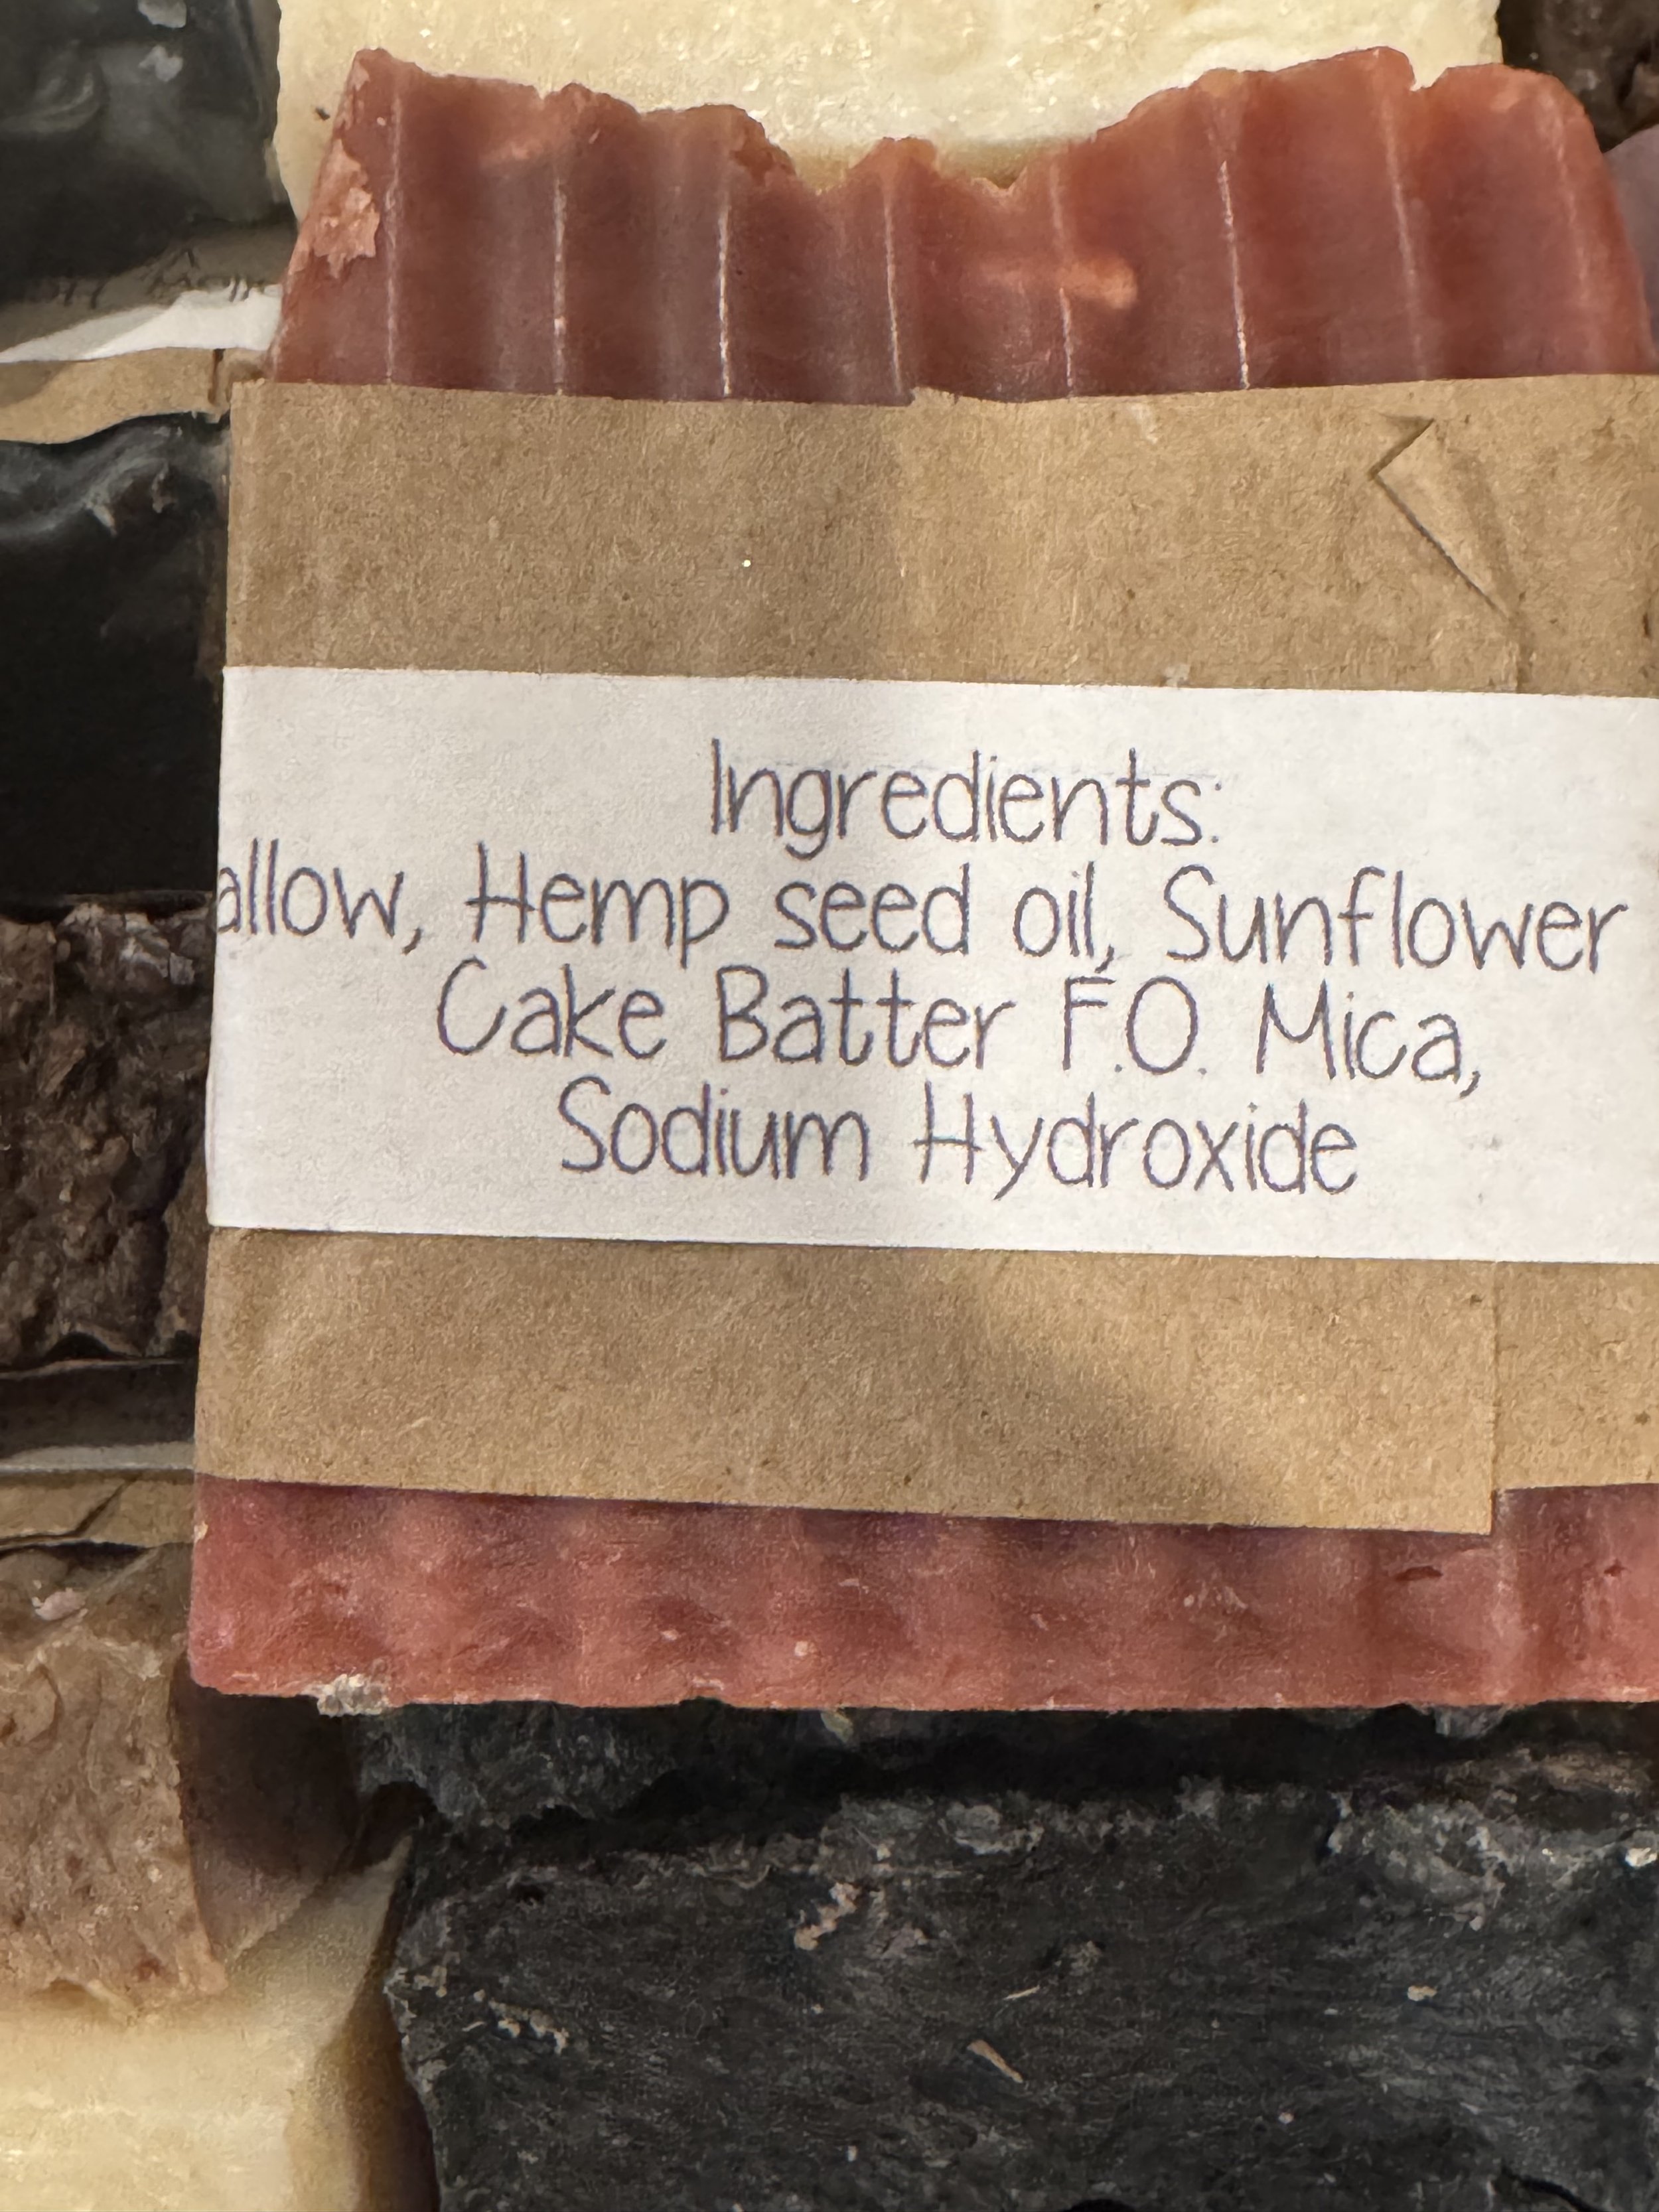 Ingredients:
allow, Hemp seed oil, Sunflower
Cake Batter F.O. Mica,
Sodium Hydroxide